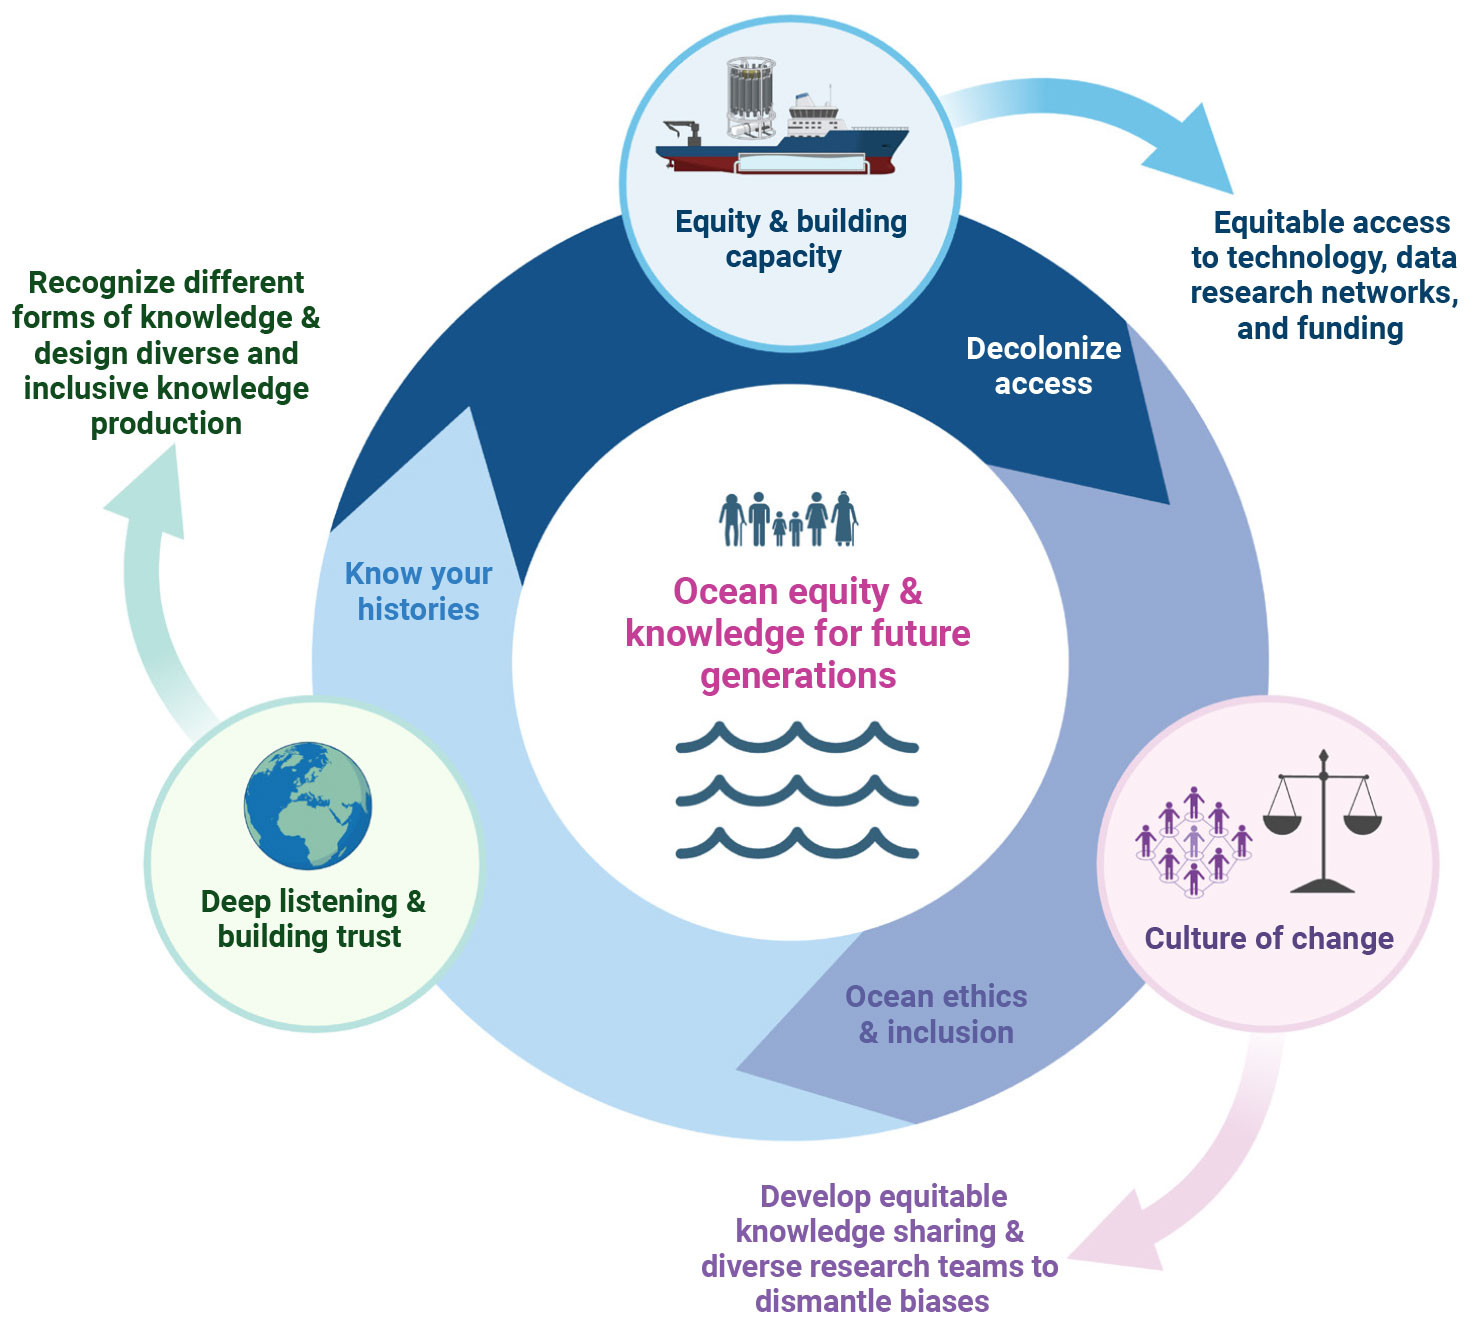 Equity & building
capacity
Equitable access
to technology, data
research networks,
and funding
Recognize different
forms of knowledge &
design diverse and
inclusive knowledge
production
Decolonize
access
Know your
histories
Ocean equity &
knowledge for future
generations
Deep listening &
building trust
Culture of change
Ocean ethics
& inclusion
Develop equitable
knowledge sharing &
diverse research teams to
dismantle biases